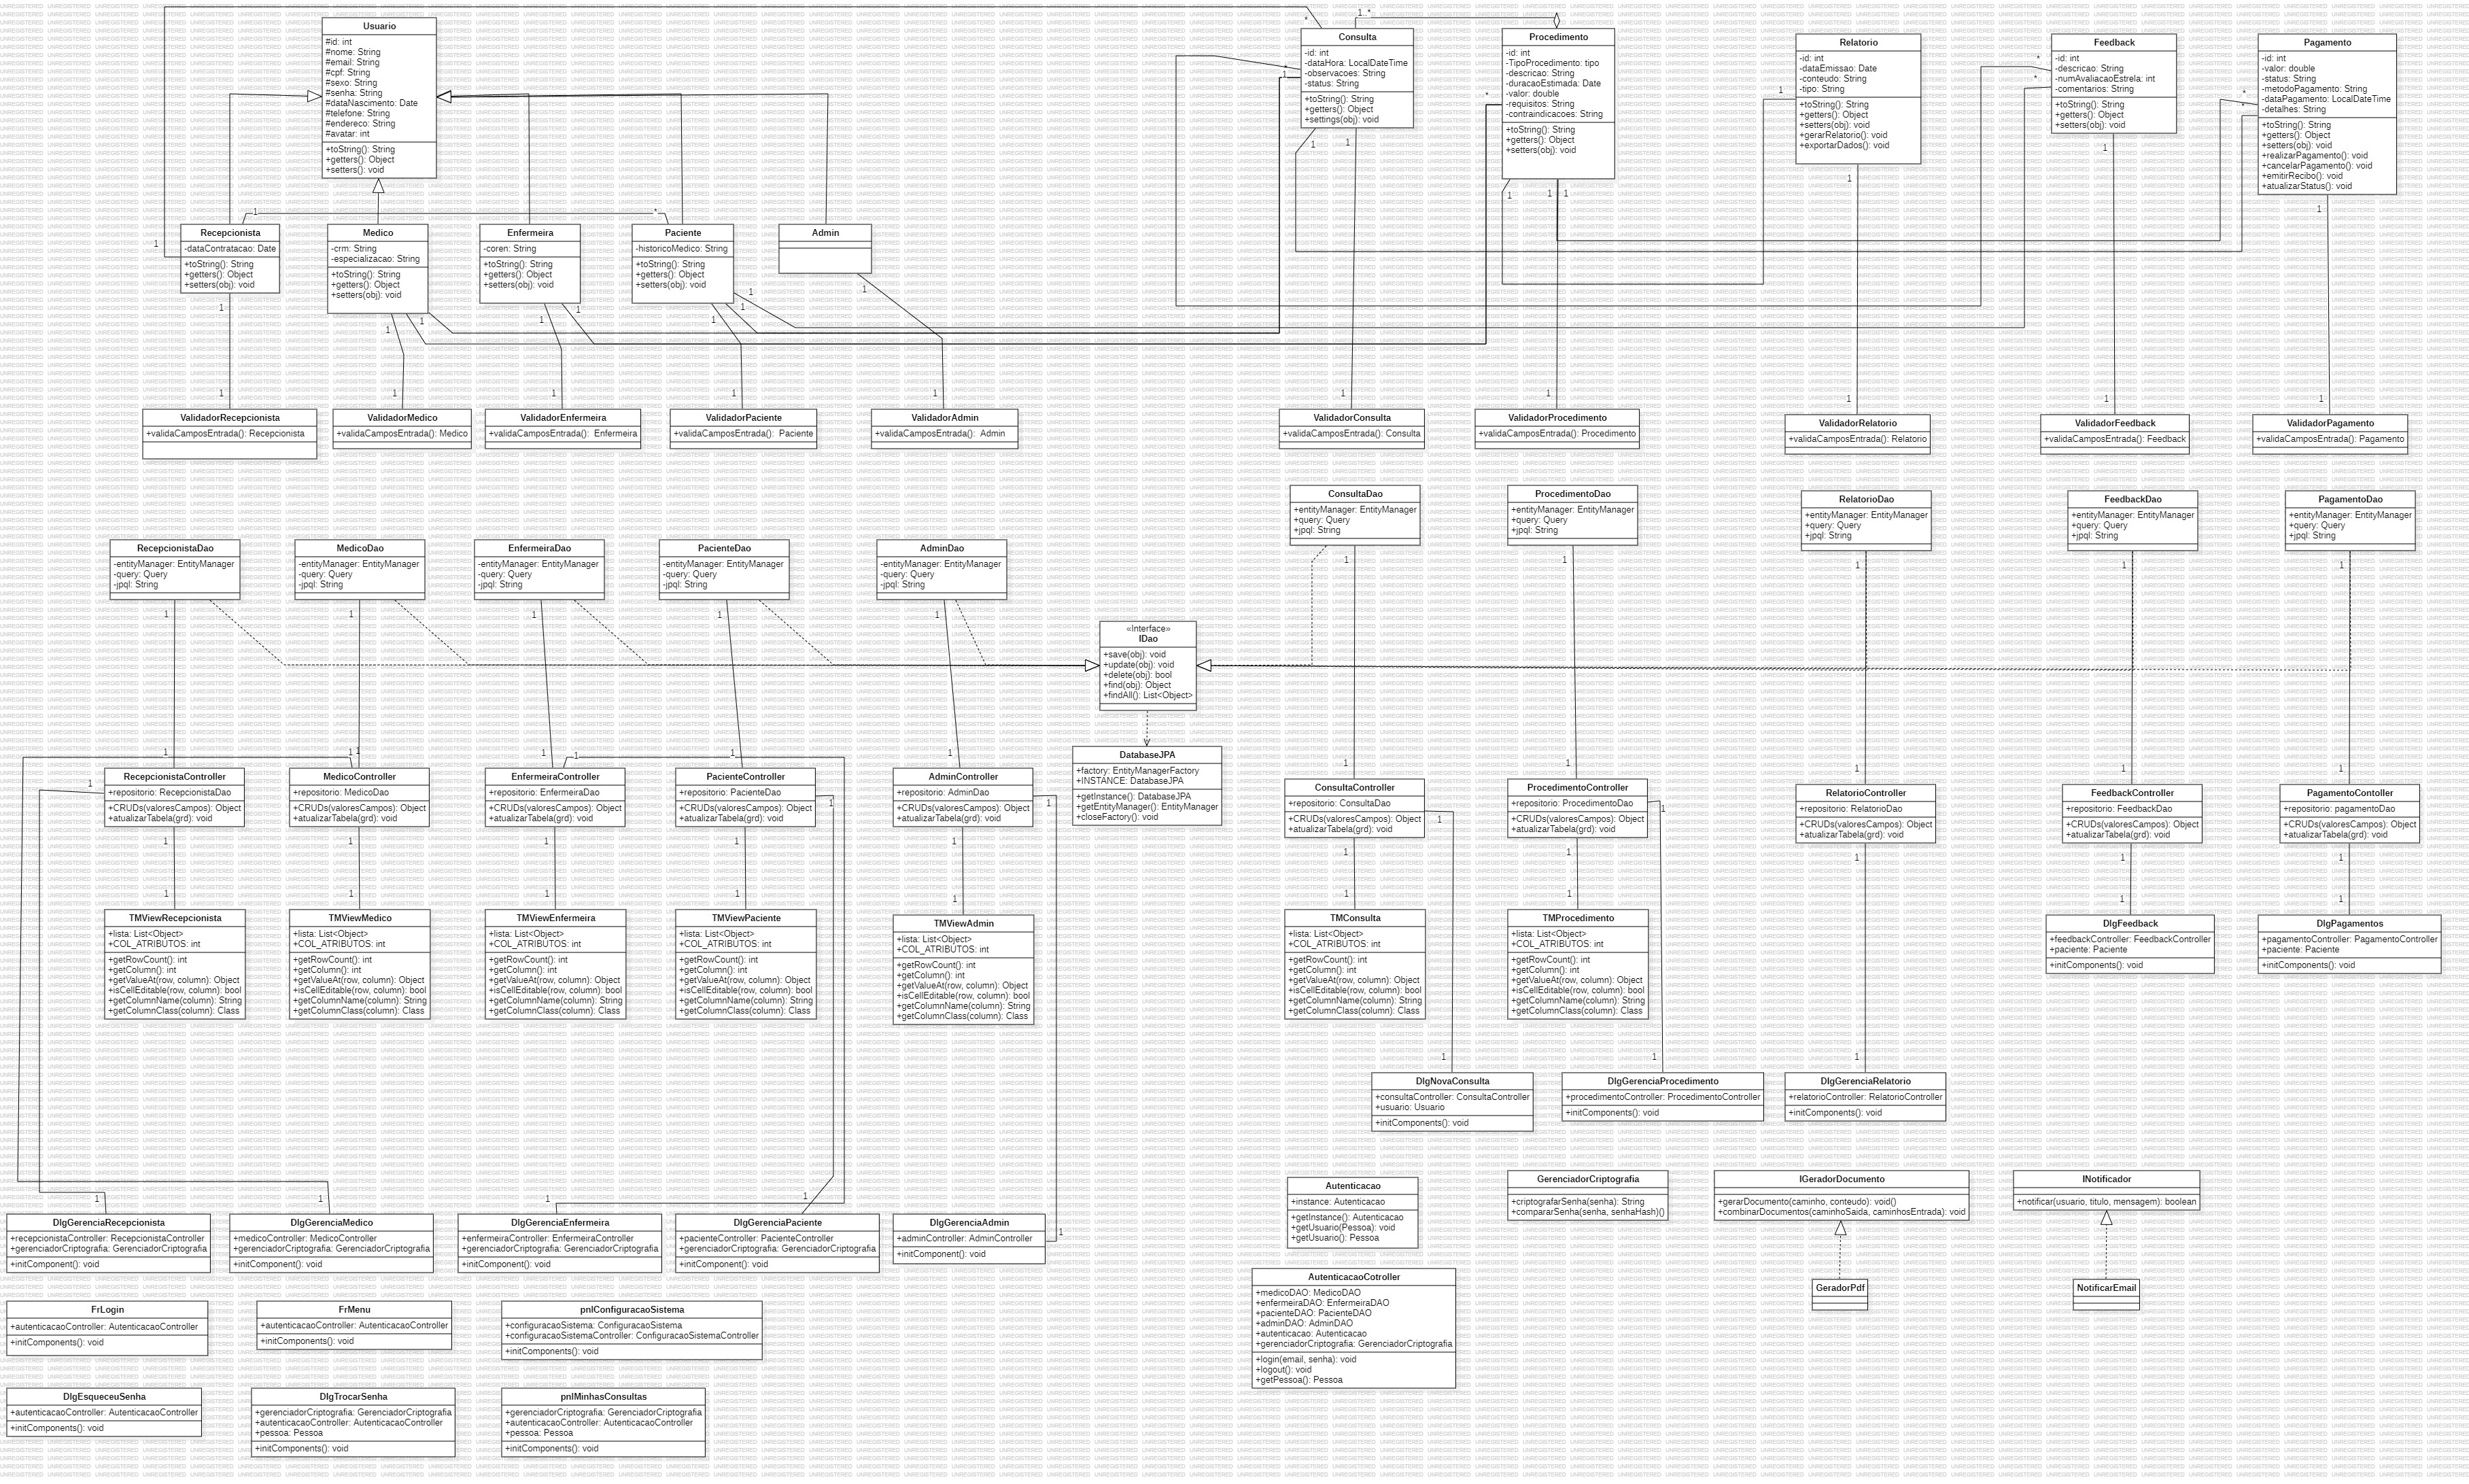 Usuario
#id: int
#nome: String
#email: String
#cpf: String
#sexo: String
#senha: String
#dataNascimento: Date
#telefone: String
#endereco: String
#avatar: int
+toString(): String
+getters(): Object
+setters(): void
Consulta
-id: int
-dataHora: LocalDateTime
-observacoes: String
-status: String
+toString(): String
+getters(): Object
+settings(obj): void
Procedimento
-id: int
-TipoProcedimento: tipo
-descricao: String
-duracaoEstimada: Date
-valor: double
-requisitos: String
-contraindicacoes: String
+toString(): String
+getters(): Object
+setters(obj): void
Relatorio
-id: int
-dataEmissao: Date
-conteudo: String
-tipo: String
+toString(): String
+getters(): Object
+setters(obj): void
+gerarRelatorio(): void
+exportarDados(): void
Feedback
-id: int
-descricao: String
-numAvaliacaoEstrela: int
-comentarios: String
+toString(): String
+getters(): Object
+setters(obj): void
Pagamento
-id: int
-valor: double
-status: String
-metodoPagamento: String
-dataPagamento: LocalDateTime
-detalhes: String
+toString(): String
+getters(): Object
+setters(obj): void
+realizarPagamento(): void
+cancelarPagamento(): void
+emitirRecibo(): void
+atualizarStatus(): void
Recepcionista
-dataContratacao: Date
+toString(): String
+getters(): Object
+setters(obj): void
Medico
-crm: String
-especializacao: String
+toString(): String
+getters(): Object
+setters(obj): void
Enfermeira
-coren: String
+toString(): String
+getters(): Object
+setters(obj): void
Paciente
-historicoMedico: String
+toString(): String
+getters(): Object
+setters(obj): void
Admin
ValidadorRecepcionista
+validaCamposEntrada(): Recepcionista
ValidadorMedico
+validaCamposEntrada(): Medico
ValidadorEnfermeira
+validaCamposEntrada(): Enfermeira
ValidadorPaciente
+validaCamposEntrada(): Paciente
ValidadorAdmin
+validaCamposEntrada(): Admin
ValidadorConsulta
+validaCamposEntrada(): Consulta
ValidadorProcedimento
+validaCamposEntrada(): Procedimento
ValidadorRelatorio
+validaCamposEntrada(): Relatorio
ValidadorFeedback
+validaCamposEntrada(): Feedback
ValidadorPagamento
+validaCamposEntrada(): Pagamento
ConsultaDao
+entityManager: EntityManager
+query: Query
+jpql: String
ProcedimentoDao
+entityManager: EntityManager
+query: Query
+jpql: String
RelatorioDao
+entityManager: EntityManager
+query: Query
+jpql: String
FeedbackDao
+entityManager: EntityManager
+query: Query
+jpql: String
PagamentoDao
+entityManager: EntityManager
+query: Query
+jpql: String
RecepcionistaDao
-entityManager: EntityManager
-query: Query
-jpql: String
MedicoDao
-entityManager: EntityManager
-query: Query
-jpql: String
EnfermeiraDao
-entityManager: EntityManager
-query: Query
-jpql: String
PacienteDao
-entityManager: EntityManager
-query: Query
-jpql: String
AdminDao
-entityManager: EntityManager
-query: Query
-jpql: String
«Interface»
IDao
+save(obj): void
+update(obj): void
+delete(obj): bool
+find(obj): Object
+findAll(): List<Object>
DatabaseJPA
+factory: EntityManagerFactory
+INSTANCE: DatabaseJPA
+getInstance(): DatabaseJPA
+getEntityManager(): EntityManager
+closeFactory(): void
RecepcionistaController
+repositorio: RecepcionistaDao
+CRUDs(valoresCampos): Object
+atualizarTabela(grd): void
MedicoController
+repositorio: MedicoDao
+CRUDs(valoresCampos): Object
+atualizarTabela(grd): void
EnfermeiraController
+repositorio: EnfermeiraDao
+CRUDs(valoresCampos): Object
+atualizarTabela(grd): void
PacienteController
+repositorio: PacienteDao
+CRUDs(valoresCampos): Object
+atualizarTabela(grd): void
AdminController
+repositorio: AdminDao
+CRUDs(valoresCampos): Object
+atualizarTabela(grd): void
ConsultaController
+repositorio: ConsultaDao
+CRUDs(valoresCampos): Object
+atualizarTabela(grd): void
ProcedimentoController
+repositorio: ProcedimentoDao
+CRUDs(valoresCampos): Object
+atualizarTabela(grd): void
RelatorioContoller
+repositorio: RelatorioDao
+CRUDs(valoresCampos): Object
+atualizarTabela(grd): void
FeedbackController
+repositorio: FeedbackDao
+CRUDs(valoresCampos): Object
+atualizarTabela(grd): void
PagamentoContoller
+repositorio: pagamentoDao
+CRUDs(valoresCampos): Object
+atualizarTabela(grd): void
TMViewRecepcionista
+lista: List<Object>
+COL_ATRIBUTOS: int
+getRowCount(): int
+getColumn(): int
+getValueAt(row, column): Object
+isCellEditable(row, column): bool
+getColumnName(column): String
+getColumnClass(column): Class
TMViewMedico
+lista: List<Object>
+COL_ATRIBUTOS: int
+getRowCount(): int
+getColumn(): int
+getValueAt(row, column): Object
+isCellEditable(row, column): bool
+getColumnName(column): String
+getColumnClass(column): Class
TMViewEnfermeira
+lista: List<Object>
+COL_ATRIBUTOS: int
+getRowCount(): int
+getColumn(): int
+getValueAt(row, column): Object
+isCellEditable(row, column): bool
+getColumnName(column): String
+getColumnClass(column): Class
TMViewPaciente
+lista: List<Object>
+COL_ATRIBUTOS: int
+getRowCount(): int
+getColumn(): int
+getValueAt(row, column): Object
+isCellEditable(row, column): bool
+getColumnName(column): String
+getColumnClass(column): Class
TMViewAdmin
+lista: List<Object>
+COL_ATRIBUTOS: int
+getRowCount(): int
+getColumn(): int
+getValueAt(row, column): Object
+isCellEditable(row, column): bool
+getColumnName(column): String
+getColumnClass(column): Class
TMConsulta
+lista: List<Object>
+COL_ATRIBUTOS: int
+getRowCount(): int
+getColumn(): int
+getValueAt(row, column): Object
+isCellEditable(row, column): bool
+getColumnName(column): String
+getColumnClass(column): Class
TMProcedimento
+lista: List<Object>
+COL_ATRIBUTOS: int
+getRowCount(): int
+getColumn(): int
+getValueAt(row, column): Object
+isCellEditable(row, column): bool
+getColumnName(column): String
+getColumnClass(column): Class
DlgFeedback
+feedbackController: FeedbackController
+paciente: Paciente
+initComponents(): void
DlgPagamentos
+pagamentoController: PagamentoController
+paciente: Paciente
+initComponents(): void
DlgNovaConsulta
+consultaController: ConsultaController
+usuario: Usuario
+initComponents(): void
DlgGerenciaProcedimento
+procedimentoController: ProcedimentoController
+initComponents(): void
DlgGerenciaRelatorio
+relatorioController: RelatorioController
+initComponents(): void
Autenticacao
+instance: Autenticacao
+getInstance(): Autenticacao
+getUsuario(Pessoa): void
+getUsuario(): Pessoa
GerenciadorCriptografia
+criptografarSenha(senha): String
+compararSenha(senha, senhaHash)()
IGeradorDocumento
+gerarDocumento(caminho, conteudo): void()
+combinarDocumentos(caminhoSaida, caminhosEntrada): void
INotificador
+notificar(usuario, titulo, mensagem): boolean
DlgGerenciaRecepcionista
+recepcionistaController: RecepcionistaController
+gerenciadorCriptografia: GerenciadorCriptografia
+initComponent(): void
DlgGerenciaMedico
+medicoController: MedicoController
+gerenciadorCriptografia: GerenciadorCriptografia
+initComponent(): void
DlgGerenciaEnfermeira
+enfermeiraController: EnfermeiraController
+gerenciadorCriptografia: GerenciadorCriptografia
+initComponent(): void
DlgGerenciaPaciente
+pacienteController: PacienteController
+gerenciadorCriptografia: GerenciadorCriptografia
+initComponent(): void
DlgGerenciaAdmin
+adminController: AdminController
+initComponent(): void
AutenticacaoCotroller
+medicoDAO: MedicoDAO
+enfermeiraDAO: EnfermeiraDAO
+pacienteDAO: PacienteDAO
+adminDAO: AdminDAO
+autenticacao: Autenticacao
+gerenciadorCriptografia: GerenciadorCriptografia
+login(email, senha): void
+logout(): void
+getPessoa(): Pessoa
GeradorPdf
NotificarEmail
FrLogin
+autenticacaoController: AutenticacaoController
+initComponents(): void
FrMenu
+autenticacaoController: AutenticacaoController
+initComponents(): void
pnlConfiguracaoSistema
+configuracaoSistema: ConfiguracaoSistema
+configuracaoSistemaController: ConfiguracaoSistemaController
+initComponents(): void
DlgEsqueceuSenha
+autenticacaoController: AutenticacaoController
+initComponents(): void
DlgTrocarSenha
+gerenciadorCriptografia: GerenciadorCriptografia
+autenticacaoController: AutenticacaoController
+pessoa: Pessoa
+initComponents(): void
pnlMinhasConsultas
+gerenciadorCriptografia: GerenciadorCriptografia
+autenticacaoController: AutenticacaoController
+pessoa: Pessoa
+initComponents(): void